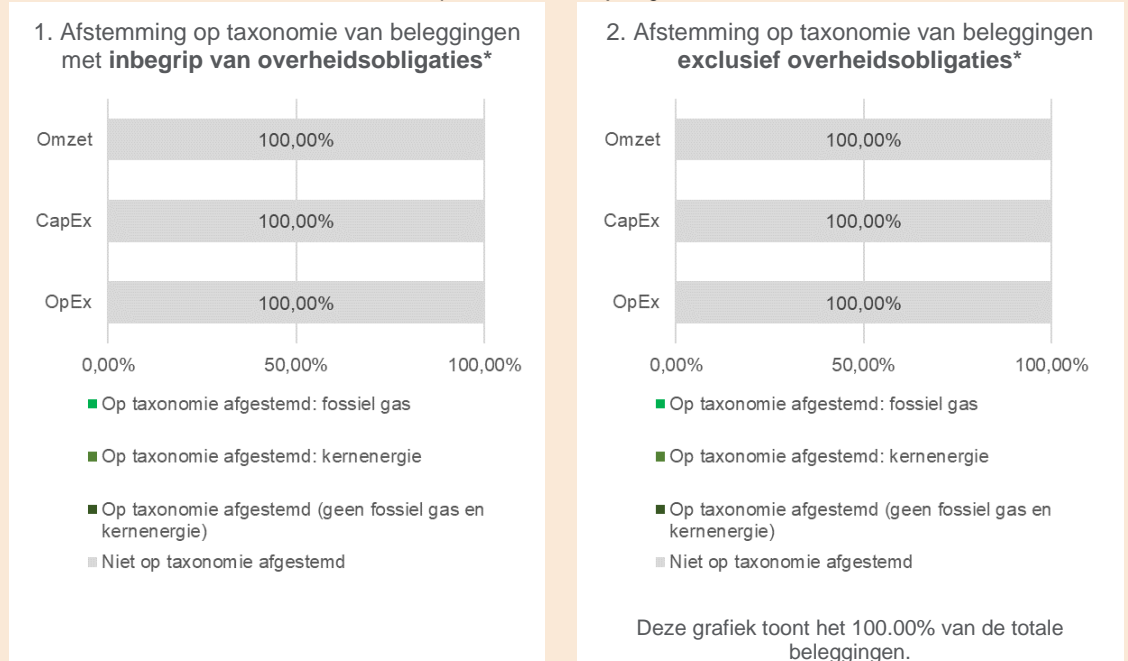 1. Afstemming op taxonomie van beleggingen
met inbegrip van overheidsobligaties*
Omzet
100,00%
CapEx
100,00%
OpEx
100,00%
0,00%
50,00%
100,00%
Op taxonomie afgestemd: fossiel gas
Op taxonomie afgestemd: kernenergie
Op taxonomie afgestemd (geen fossiel gas en
kernenergie)
Niet op taxonomie afgestemd
2. Afstemming op taxonomie van beleggingen
exclusief overheidsobligaties*
Omzet
100,00%
CapEx
100,00%
OpEx
100,00%
0,00%
50,00%
100,00%
Op taxonomie afgestemd: fossiel gas
Op taxonomie afgestemd: kernenergie
Op taxonomie afgestemd (geen fossiel gas en
kernenergie)
Niet op taxonomie afgestemd
Deze grafiek toont het 100.00% van de totale
beleggingen.